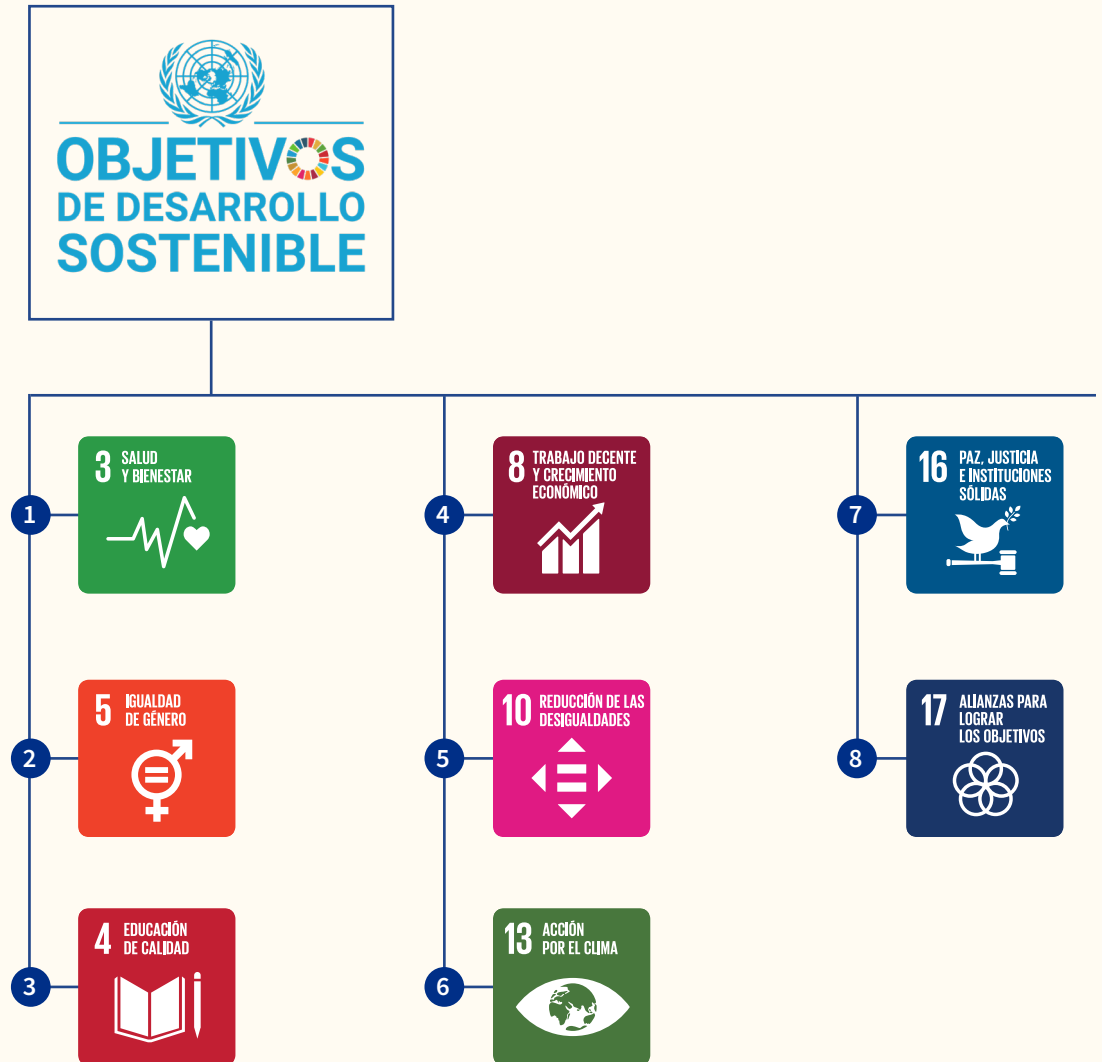 OBJETIVOS
DE DESARROLLO
SOSTENIBLE
1
3 SALUD
Y BIENESTAR
2
5 IGUALDAD
DE GÉNERO
3
4 EDUCACIÓN
DE CALIDAD
4
8 TRABAJO DECENTE
Y CRECIMIENTO
ECONÓMICO
5
10 REDUCCIÓN DE LAS
DESIGUALDADES
6
13 ACCIÓN
POR EL CLIMA
7
16 PAZ, JUSTICIA
E INSTITUCIONES
SÓLIDAS
8
17 ALIANZAS PARA
LOGRAR
LOS OBJETIVOS